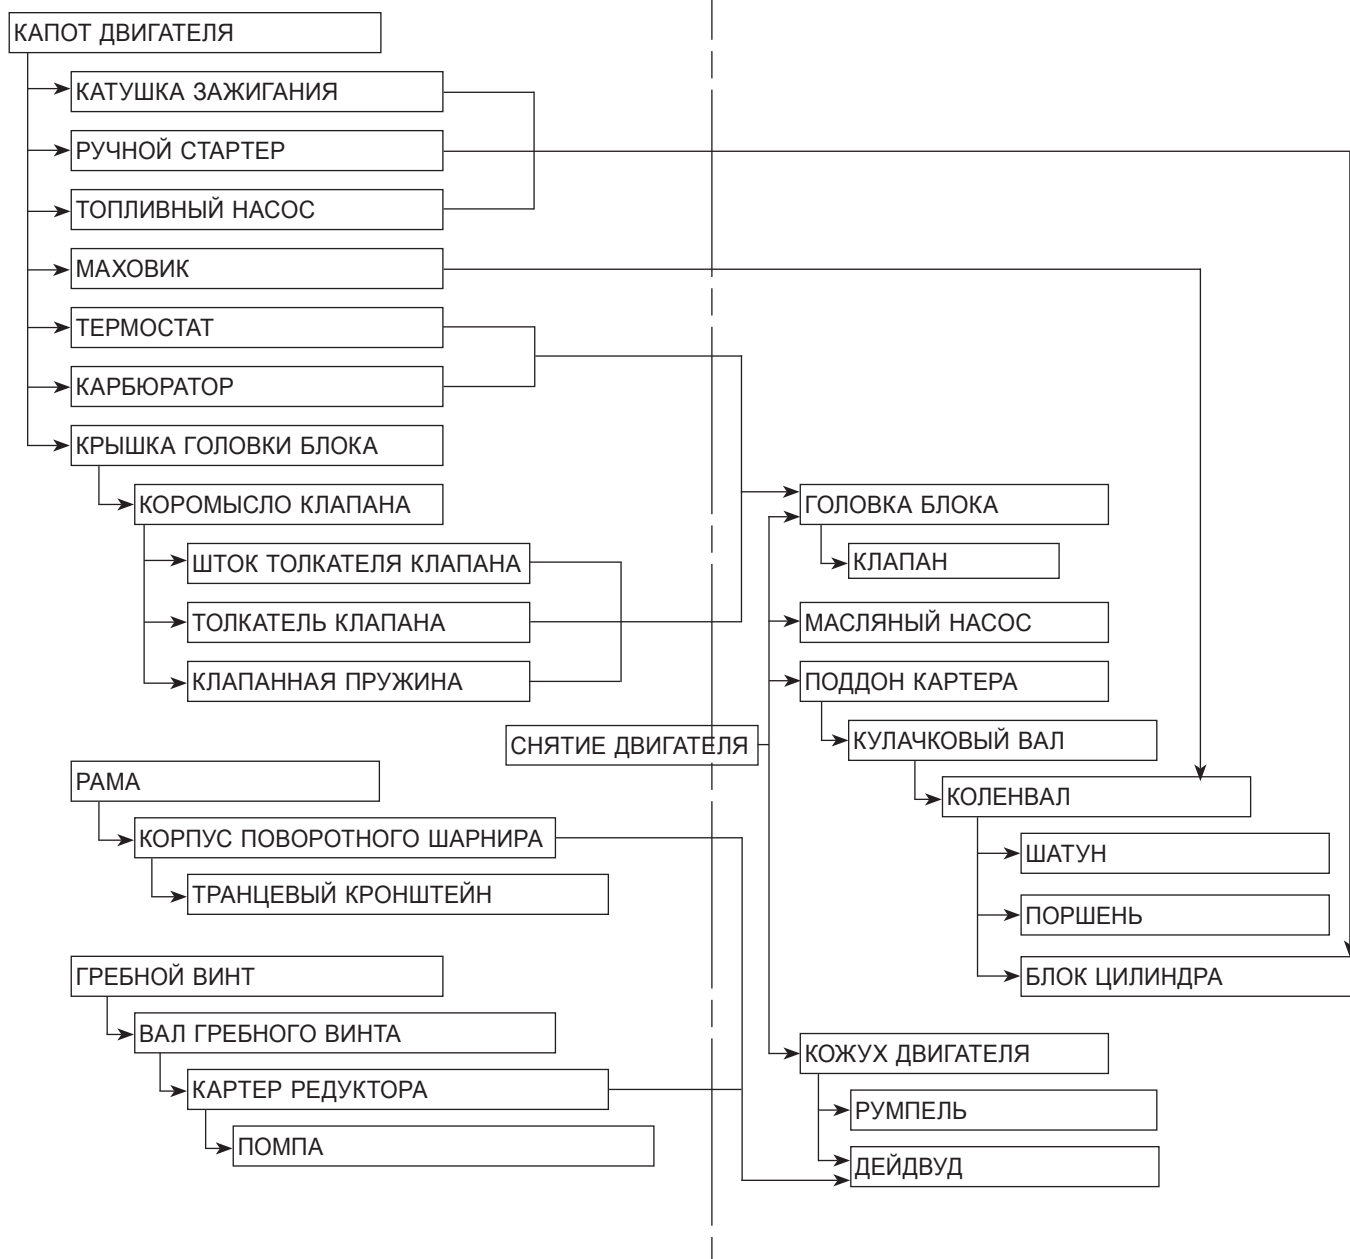 КАПОТ ДВИГАТЕЛЯ
КАТУШКА ЗАЖИГАНИЯ
РУЧНОЙ СТАРТЕР
ТОПЛИВНЫЙ НАСОС
МАХОВИК
ТЕРМОСТАТ
КАРБЮРАТОР
КРЫШКА ГОЛОВКИ БЛОКА
КОРОМЫСЛО КЛАПАНА
ШТОК ТОЛКАТЕЛЯ КЛАПАНА
ТОЛКАТЕЛЬ КЛАПАНА
КЛАПАННАЯ ПРУЖИНА
СНЯТИЕ ДВИГАТЕЛЯ
РАМА
КОРПУС ПОВОРОТНОГО ШАРНИРА
ТРАНЦЕВЫЙ КРОНШТЕЙН
ГРЕБНОЙ ВИНТ
ВАЛ ГРЕБНОГО ВИНТА
КАРТЕР РЕДУКТОРА
ПОМПА
ГОЛОВКА БЛОКА
КЛАПАН
МАСЛЯНЫЙ НАСОС
ПОДДОН КАРТЕРА
КУЛАЧКОВЫЙ ВАЛ
КОЛЕНВАЛ
ШАТУН
ПОРШЕНЬ
БЛОК ЦИЛИНДРА
КОЖУХ ДВИГАТЕЛЯ
РУМПЕЛЬ
ДЕЙДВУД